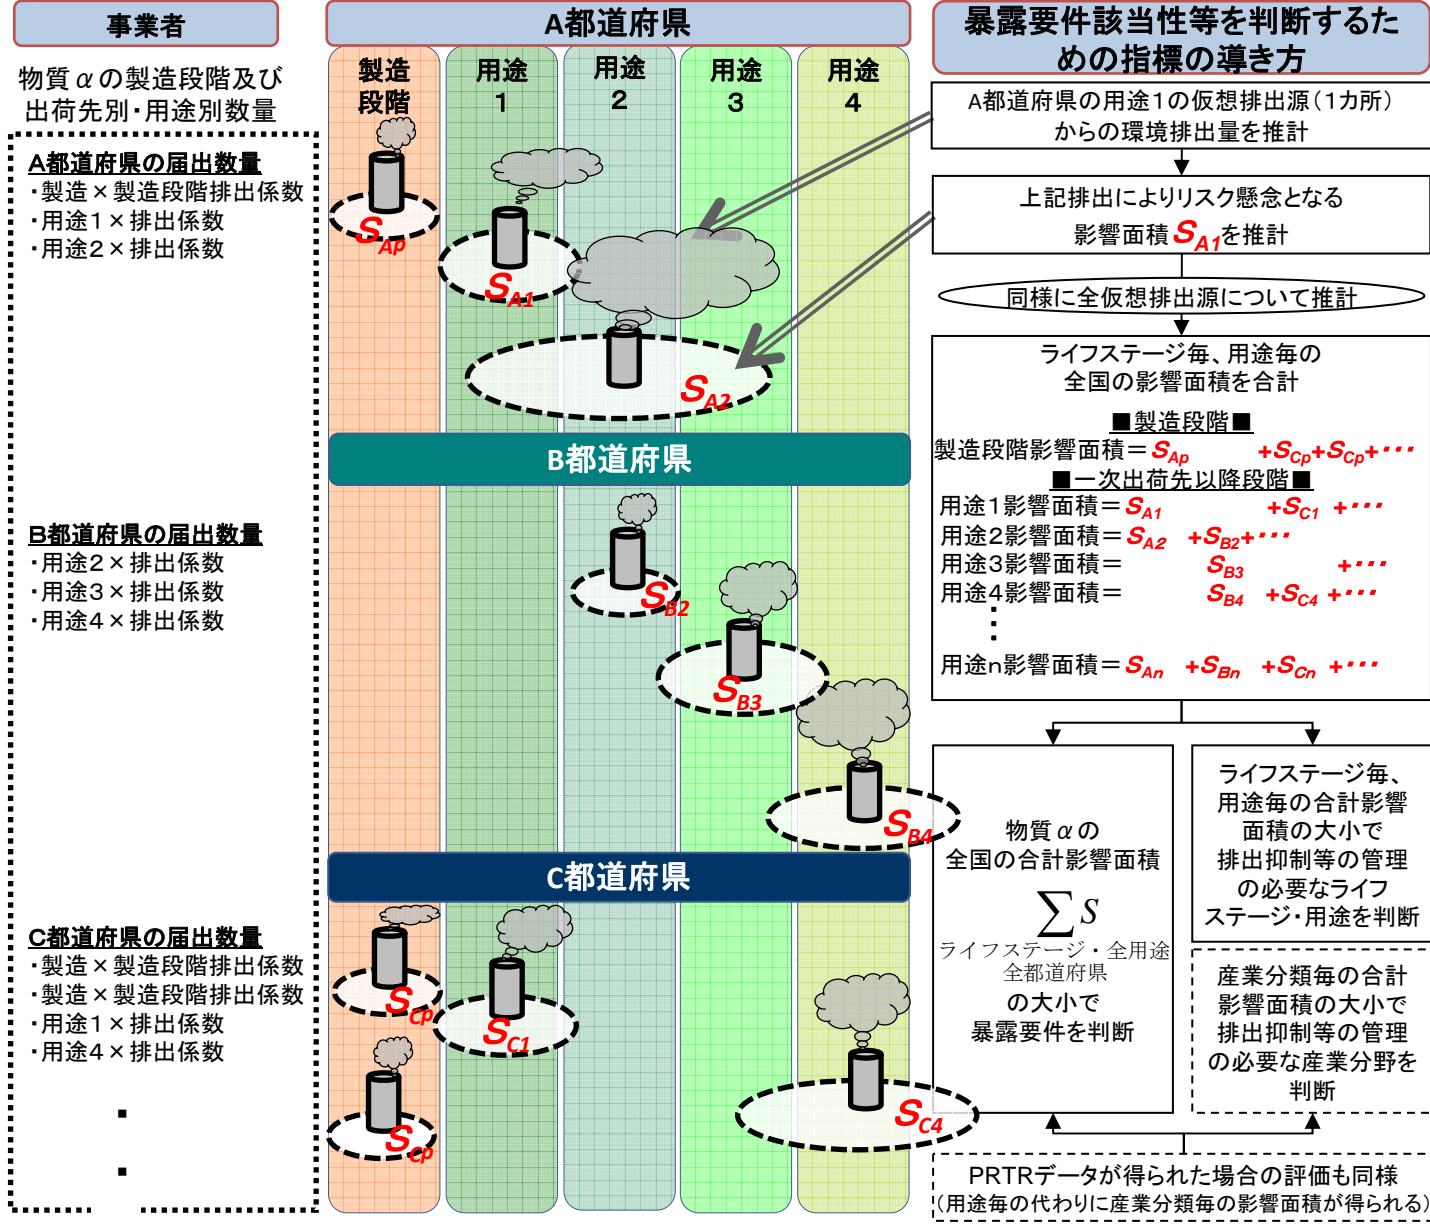 事業者
物質αの製造段階及び
出荷先別・用途別数量
A都道府県の届出数量
・製造×製造段階排出係数
・用途1×排出係数
・用途2×排出係数
B都道府県の届出数量
・用途2×排出係数
・用途3×排出係数
・用途4×排出係数
C都道府県の届出数量
・製造×製造段階排出係数
・製造×製造段階排出係数
・用途1×排出係数
・用途4×排出係数
A都道府県
製造
段階
用途
1
用途
2
用途
3
用途
4
SAp
SA1
SA2
B都道府県
SB2
SB3
SB4
C都道府県
SCp
SC1
SC4
SCp
暴露要件該当性等を判断するた
めの指標の導き方
A都道府県の用途1の仮想排出源(1カ所)
からの環境排出量を推計
上記排出によりリスク懸念となる
影響面積SA1を推計
同様に全仮想排出源について推計
ライフステージ毎、用途毎の
全国の影響面積を合計
■製造段階■
製造段階影響面積=SAp +SCp+SCp+・・・
■一次出荷先以降段階■
用途1影響面積=SA1 +SC1 +・・・
用途2影響面積=SA2 +SB2+・・・
用途3影響面積= SB3 +・・・
用途4影響面積= SB4 +SC4 +・・・
⋮
用途n影響面積=SAn +SBn +SCn +・・・
物質αの
全国の合計影響面積
∑S
ライフステージ・全用途
全都道府県
の大小で
暴露要件を判断
ライフステージ毎、
用途毎の合計影響
面積の大小で
排出抑制等の管理
の必要なライフ
ステージ・用途を判断
産業分類毎の合計
影響面積の大小で
排出抑制等の管理
の必要な産業分野を
判断
PRTRデータが得られた場合の評価も同様
(用途毎の代わりに産業分類毎の影響面積が得られる)